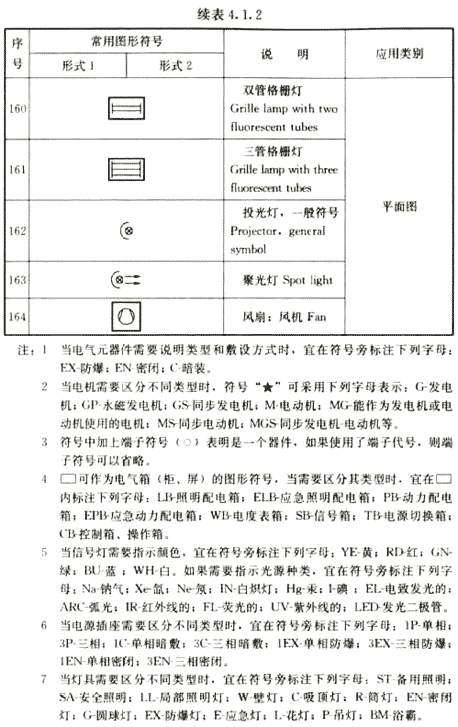 续表4.1.2
序号
常用图形符号
说 明
应用类别
形式1
形式2
160
双管格栅灯
Grille lamp with two
fluorescent tubes
161
三管格栅灯
Grille lamp with three
fluorescent tubes
平面图
162
投光灯，一般符号
Projector，general
symbol
163
聚光灯 Spot light
164
风扇；风机 Fan
注：1 当电气元器件需要说明类型和敷设方式时，宜在符号旁标注下列字母：
EX-防爆；EN-密闭；C-暗装。
2 当电机需要区分不同类型时，符号“★”可采用下列字母表示：G-发电
机；GP-永磁发电机；GS-同步发电机；M-电动机；MG-能作为发电机或电
动机使用的电机；MS-同步电动机；MGS-同步发电机-电动机等。
3 符号中加上端子符号（○）表明是一个器件，如果使用了端子代号，则端
子符号可以省略。
4 □可作为电气箱（柜、屏）的图形符号，当需要区分其类型时，宜在□
内标注下列字母：LB-照明配电箱；ELB-应急照明配电箱；PB-动力配电
箱；EPB-应急动力配电箱；WB-电度表箱；SB-信号箱；TB-电源切换箱；
CB-控制箱、操作箱。
5 当信号灯需要指示颜色，宜在符号旁标注下列字母：YE-黄；RD-红；GN-
绿；BU-蓝；WH-白。如果需要指示光源种类，宜在符号旁标注下列字
母：Na-钠气；Xe-氙；Ne-氖；IN-白炽灯；Hg-汞；I-碘；EL-电致发光的；
ARC-弧光；IR-红外线的；FL-荧光的；UV-紫外线的；LED-发光二极管。
6 当电源插座需要区分不同类型时，宜在符号旁标注下列字母：1P-单相；
3P-三相；1C-单相暗敷；3C-三相暗敷；1EX-单相防爆；3EX-三相防爆；
1EN-单相密闭；3EN-三相密闭。
7 当灯具需要区分不同类型时，宜在符号旁标注下列字母：ST-备用照明；
SA-安全照明；LL-局部照明灯；W-壁灯；C-吸顶灯；R-筒灯；EN-密闭
灯；G-圆球灯；EX-防爆灯；E-应急灯；L-花灯；P-吊灯；BM-浴霸。